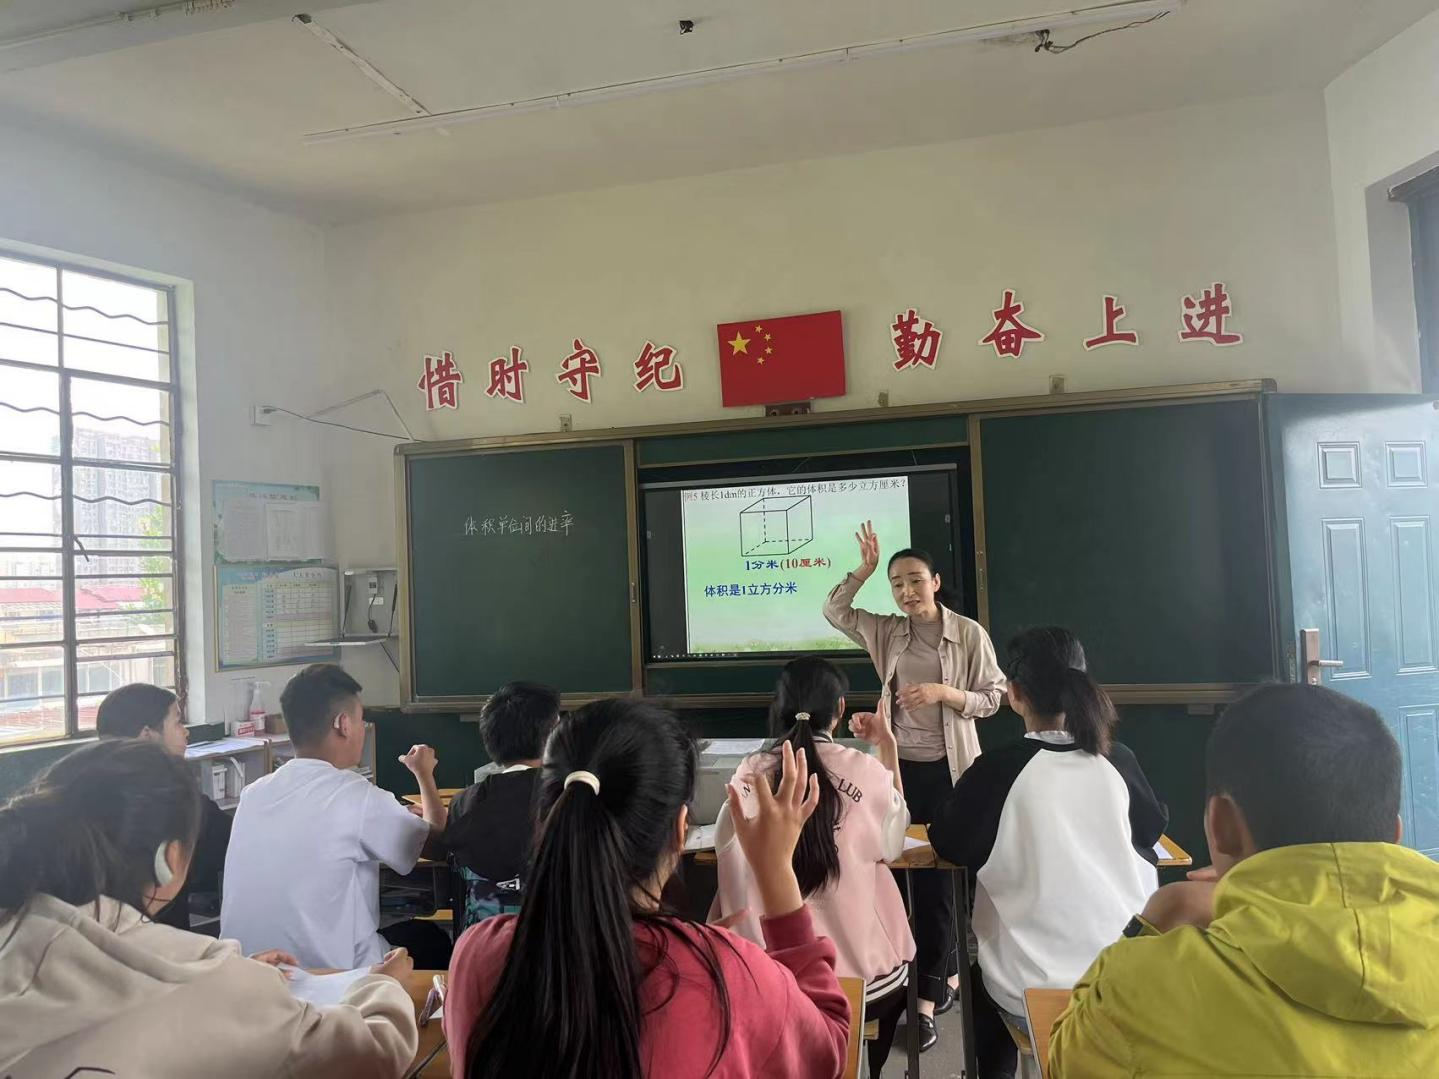 惜时守纪 勤奋上进
体积单位间的进率
例5 棱长1dm的正方体，它的体积是多少立方厘米？
1分米(10厘米)
体积是1立方分米
LUB